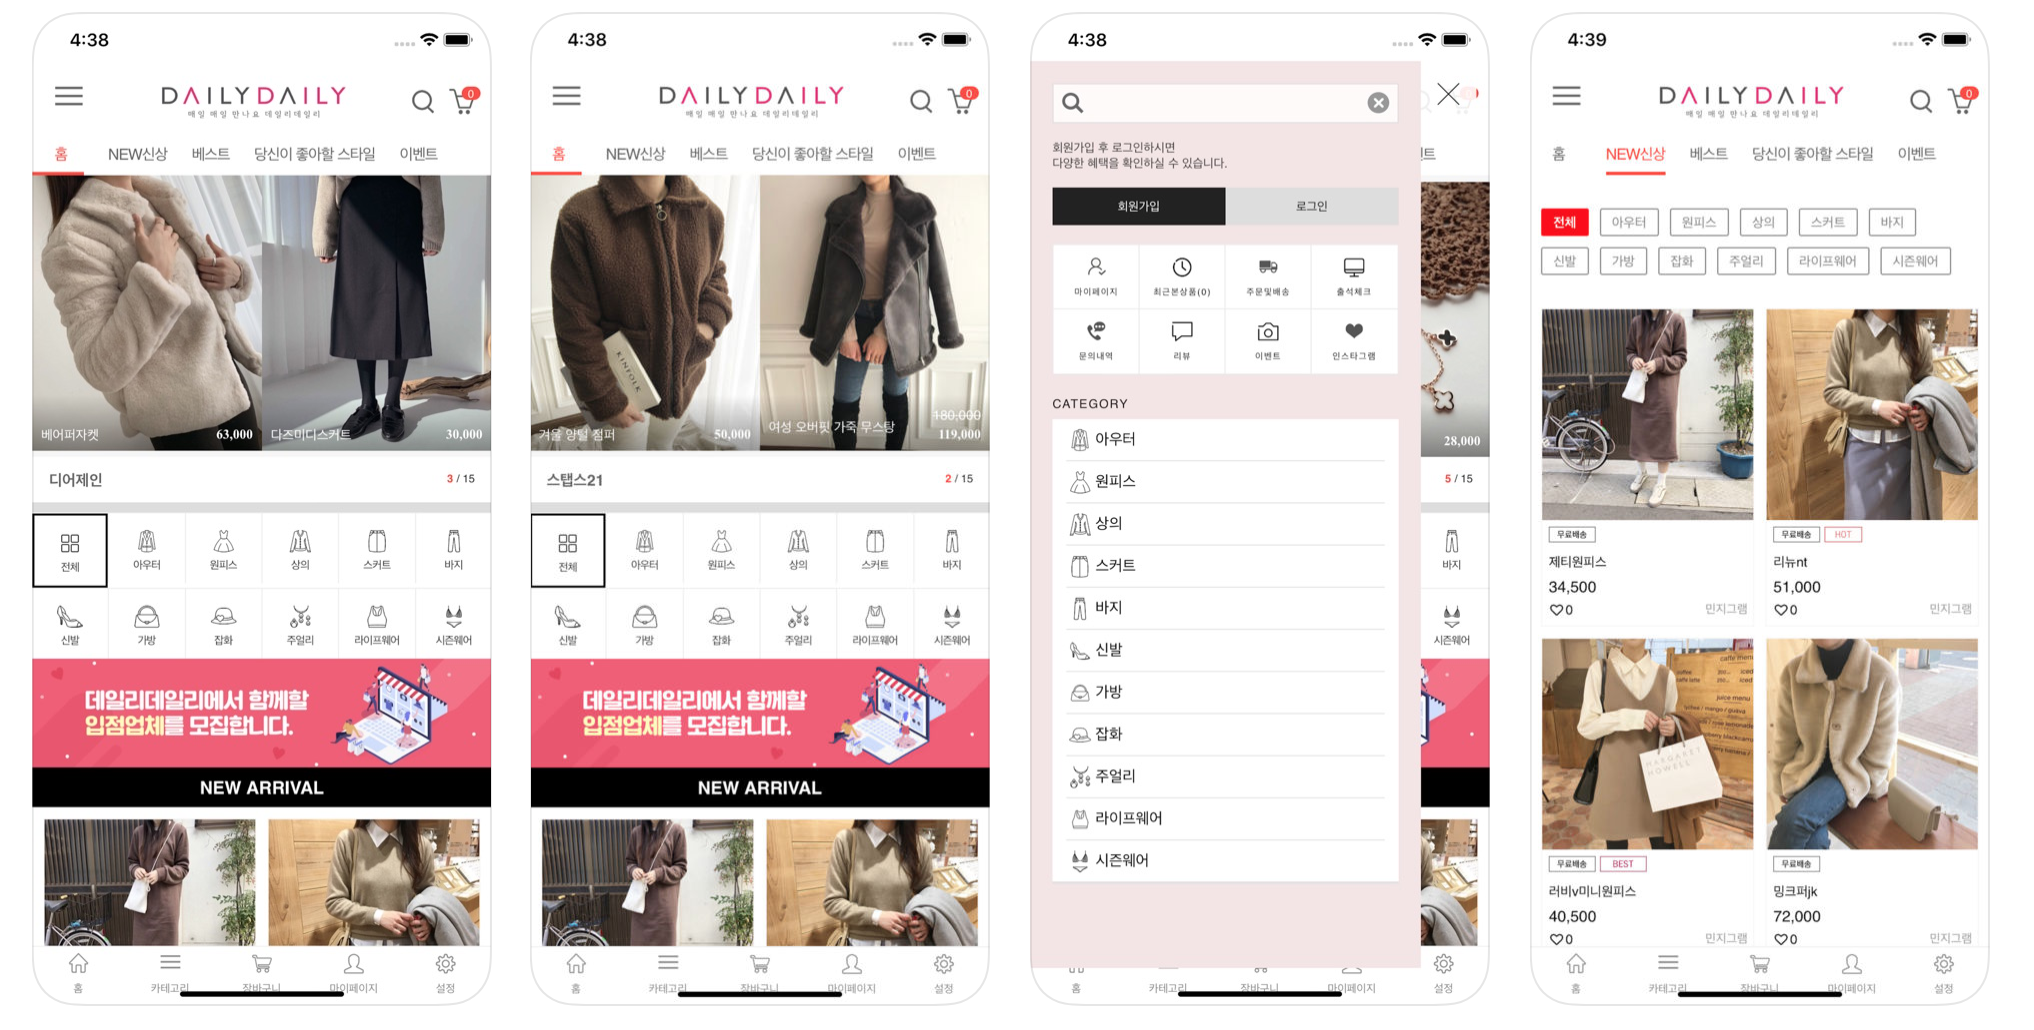 4:38
DAILYDAILY
매일 매일 만나요 데일리데일리
0
홈 NEW신상 베스트 당신이 좋아할 스타일 이벤트
베어퍼자켓 63,000
다즈미디스커트 30,000
디어제인 3 / 15
전체 아우터 원피스 상의 스커트 바지
신발 가방 잡화 주얼리 라이프웨어 시즌웨어
데일리데일리에서 함께할
입점업체를 모집합니다.
NEW ARRIVAL
홈 카테고리 장바구니 마이페이지 설정
4:38
DAILYDAILY
매일 매일 만나요 데일리데일리
0
홈 NEW신상 베스트 당신이 좋아할 스타일 이벤트
KINFOLK
겨울 양털 점퍼 50,000
180,000
여성 오버핏 가죽 무스탕
119,000
스탭스21 2 / 15
전체 아우터 원피스 상의 스커트 바지
신발 가방 잡화 주얼리 라이프웨어 시즌웨어
데일리데일리에서 함께할
입점업체를 모집합니다.
NEW ARRIVAL
홈 카테고리 장바구니 마이페이지 설정
4:38
회원가입 후 로그인하시면
다양한 혜택을 확인하실 수 있습니다.
회원가입 로그인
마이페이지 최근본상품(0) 주문및배송 출석체크
문의내역 리뷰 이벤트 인스타그램
CATEGORY
아우터
원피스
상의
스커트
바지
신발
가방
잡화
주얼리
라이프웨어
시즌웨어
28,000
5 / 15
바지
시즌웨어
홈 카테고리 장바구니 마이페이지 설정
4:39
DAILYDAILY
매일 매일 만나요 데일리데일리
0
홈 NEW신상 베스트 당신이 좋아할 스타일 이벤트
전체 아우터 원피스 상의 스커트 바지
신발 가방 잡화 주얼리 라이프웨어 시즌웨어
무료배송
제티원피스
34,500
0 민지그램
무료배송 HOT
리뉴nt
51,000
0 민지그램
MARGARET
HOWELL
caffe menu
juice menu
무료배송 BEST
러비v미니원피스
40,500
0 민지그램
무료배송
밍크퍼jk
72,000
0 민지그램
홈 카테고리 장바구니 마이페이지 설정